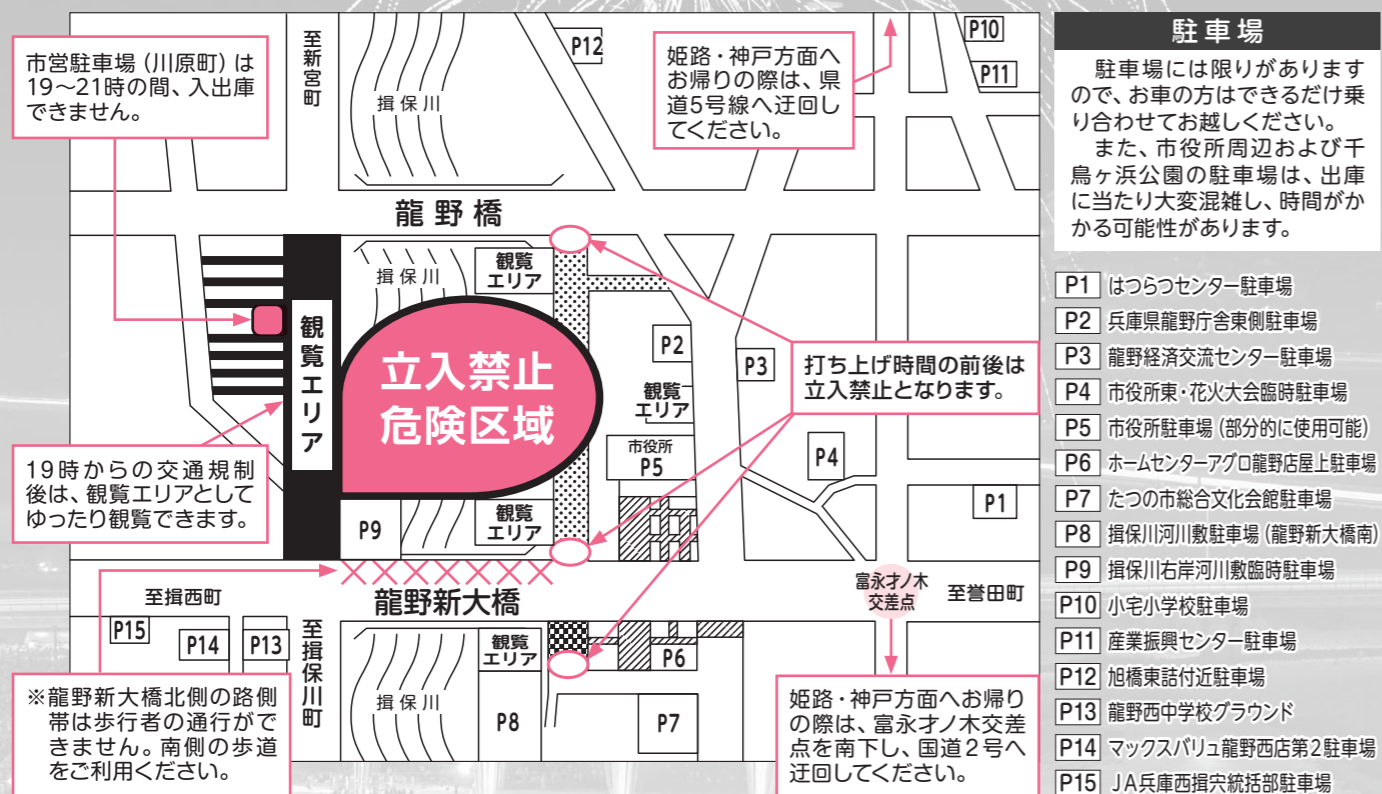 市営駐車場（川原町）は
19～21時の間、入出庫
できません。
至新宮町
揖保川
P12
姫路・神戸方面へ
お帰りの際は、県
道5号線へ迂回し
てください。
P10
P11
龍野橋
揖保川
観覧
エリア
観覧エリア
立入禁止
危険区域
P2
P3
観覧
エリア
市役所
P5
打ち上げ時間の前後は
立入禁止となります。
P4
P1
19時からの交通規制
後は、観覧エリアとして
ゆったり観覧できます。
P9
観覧
エリア
至揖西町
龍野新大橋
富永才ノ木
交差点
至誉田町
P15
P14
P13
至揖保川町
揖保川
観覧
エリア
P8
P6
P7
※龍野新大橋北側の路側
帯は歩行者の通行がで
きません。南側の歩道
をご利用ください。
姫路・神戸方面へお帰り
の際は、富永才ノ木交差
点を南下し、国道２号へ
迂回してください。
駐車場
駐車場には限りがあります
ので、お車の方はできるだけ乗
り合わせてお越しください。
また、市役所周辺および千
鳥ヶ浜公園の駐車場は、出庫
に当たり大変混雑し、時間がか
かる可能性があります。
P1 はつらつセンター駐車場
P2 兵庫県龍野庁舎東側駐車場
P3 龍野経済交流センター駐車場
P4 市役所東・花火大会臨時駐車場
P5 市役所駐車場（部分的に使用可能）
P6 ホームセンターアグロ龍野店屋上駐車場
P7 たつの市総合文化会館駐車場
P8 揖保川河川敷駐車場（龍野新大橋南）
P9 揖保川右岸河川敷臨時駐車場
P10 小宅小学校駐車場
P11 産業振興センター駐車場
P12 旭橋東詰付近駐車場
P13 龍野西中学校グラウンド
P14 マックスバリュ龍野西店第2駐車場
P15 JA兵庫西揖宍統括部駐車場